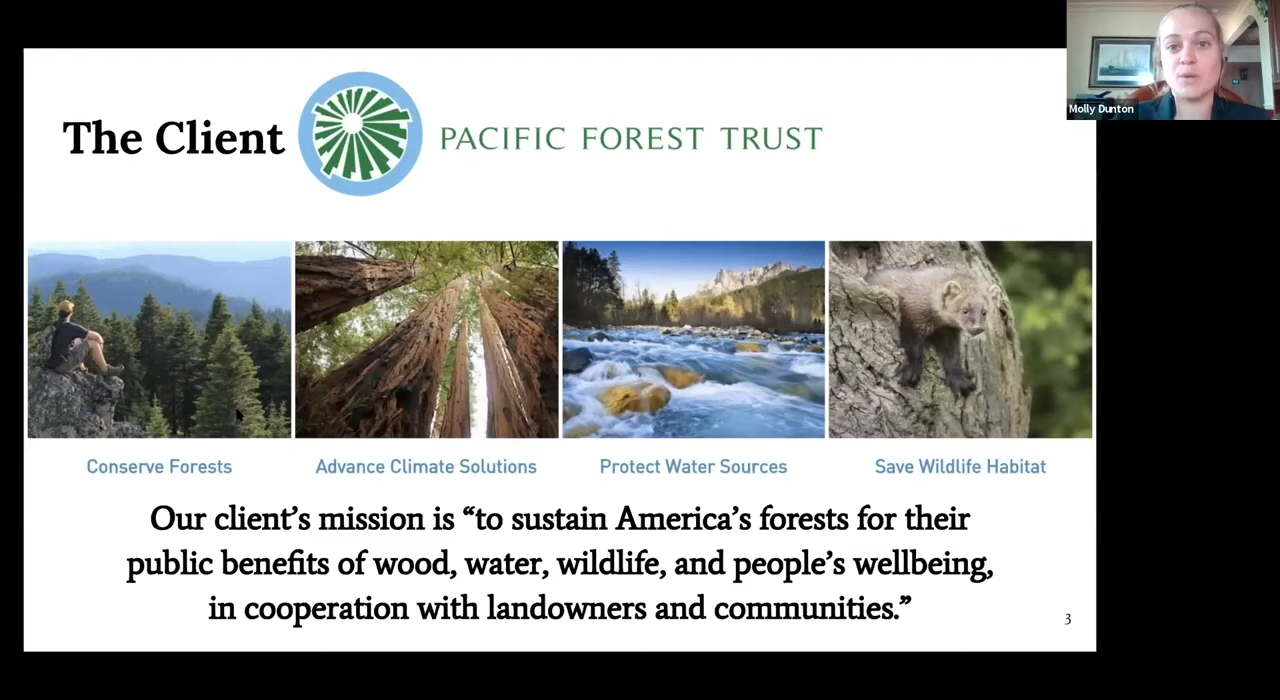 The Client
PACIFIC FOREST TRUST
Molly Dunton
Conserve Forests
Advance Climate Solutions
Protect Water Sources
Save Wildlife Habitat
Our client’s mission is “to sustain America’s forests for their
public benefits of wood, water, wildlife, and people’s wellbeing,
in cooperation with landowners and communities.”
3